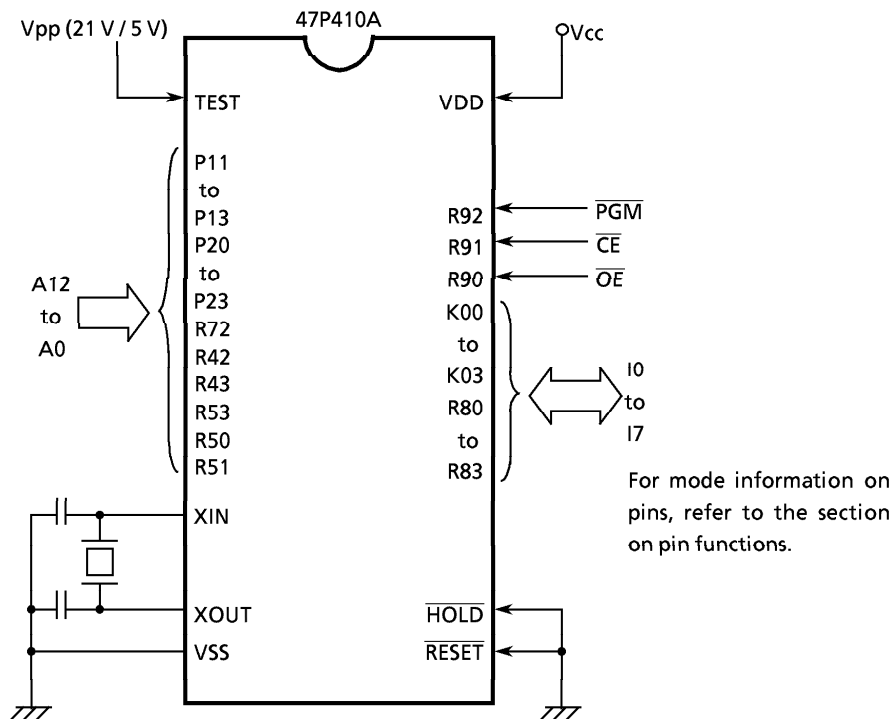 47P410A
Vpp (21 V / 5 V)
Vcc
TEST
VDD
P11
to
P13
P20
to
P23
R72
R42
R43
R53
R50
R51
A12
to
A0
R92
R91
R90
PGM
CE
OE
K00
to
K03
R80
to
R83
I0
to
I7
For mode information on
pins, refer to the section
on pin functions.
XIN
XOUT
VSS
HOLD
RESET